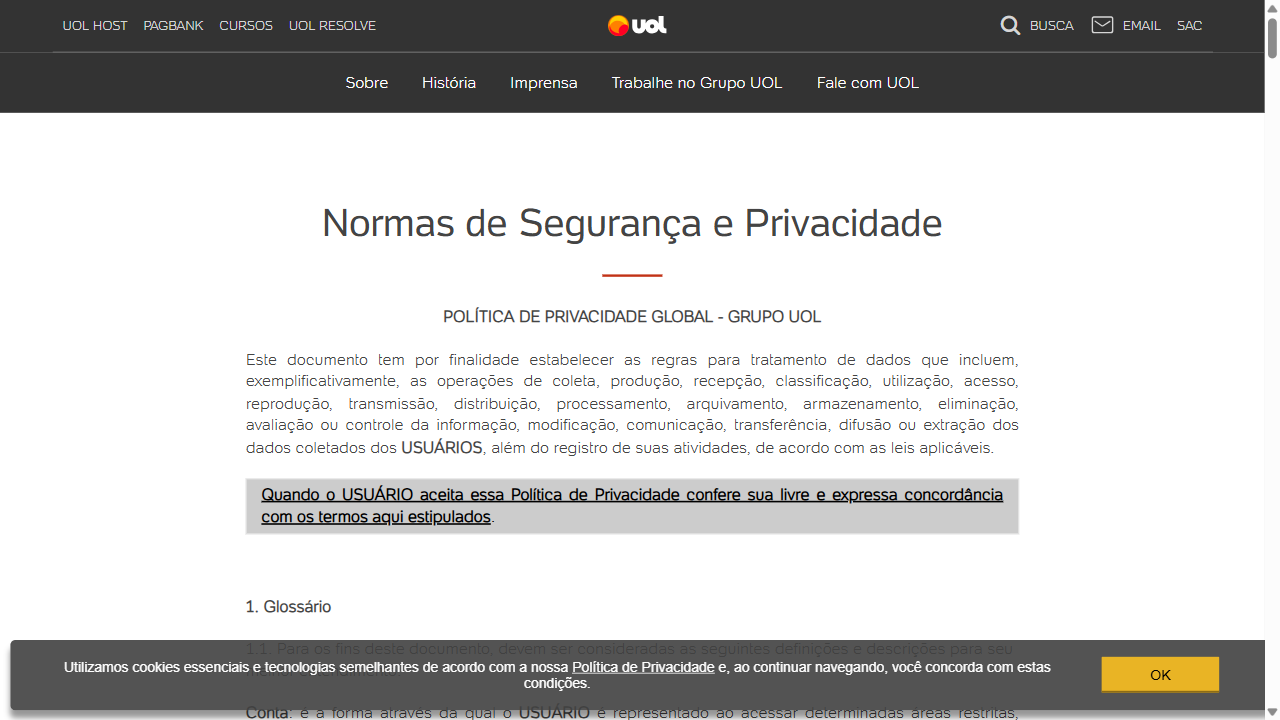 UOL HOST PAGBANK CURSOS UOL RESOLVE uol BUSCA EMAIL SAC
Sobre História Imprensa Trabalhe no Grupo UOL Fale com UOL
Normas de Segurança e Privacidade
POLÍTICA DE PRIVACIDADE GLOBAL - GRUPO UOL
Este documento tem por finalidade estabelecer as regras para tratamento de dados que incluem,
exemplificativamente, as operações de coleta, produção, recepção, classificação, utilização, acesso,
reprodução, transmissão, distribuição, processamento, arquivamento, armazenamento, eliminação,
avaliação ou controle da informação, modificação, comunicação, transferência, difusão ou extração dos
dados coletados dos USUÁRIOS, além do registro de suas atividades, de acordo com as leis aplicáveis.
Quando o USUÁRIO aceita essa Política de Privacidade confere sua livre e expressa concordância
com os termos aqui estipulados.
1. Glossário
1.1. Para os fins deste documento, devem ser consideradas as seguintes definições e descrições para seu
Utilizamos cookies essenciais e tecnologias semelhantes de acordo com a nossa Política de Privacidade e, ao continuar navegando, você concorda com estas
condições.
OK
Conta: é a forma através da qual o USUÁRIO é representado ao acessar determinadas áreas restritas,